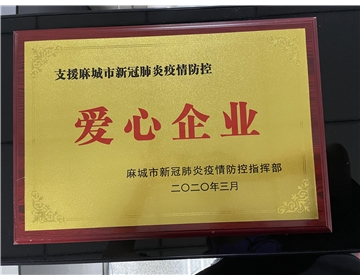 支援麻城市新冠肺炎疫情防控
爱心企业
麻城市新冠肺炎疫情防控指挥部
二〇二〇年三月